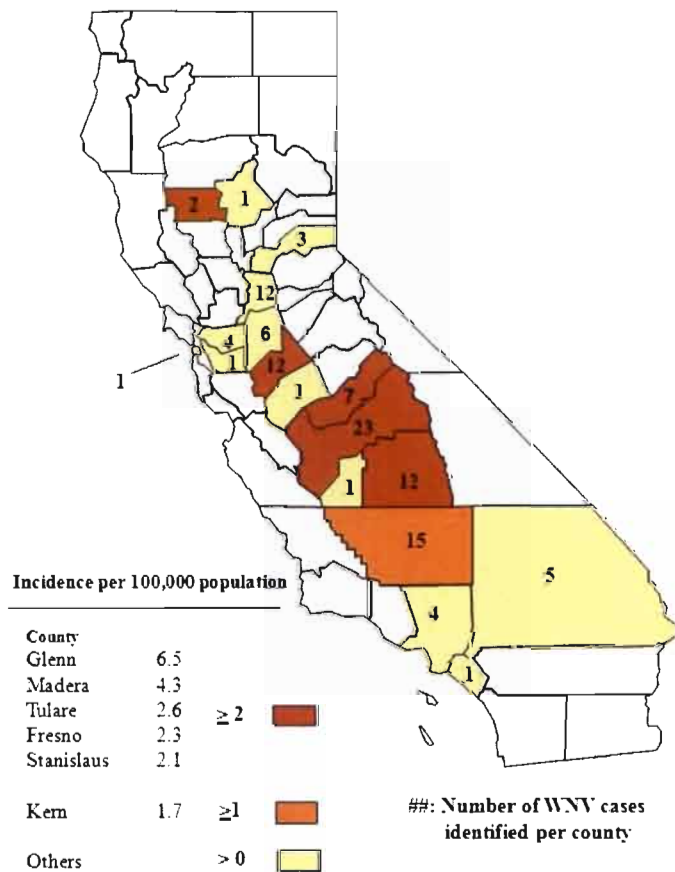 2
1
3
12
6
4
1
1
12
1
7
23
1
12
15
5
4
1
Incidence per 100,000 population
County
Glenn 6.5
Madera 4.3
Tulare 2.6 ≥ 2
Fresno 2.3
Stanislaus 2.1
Kern 1.7 ≥1
Others > 0
##: Number of WNV cases
identified per county